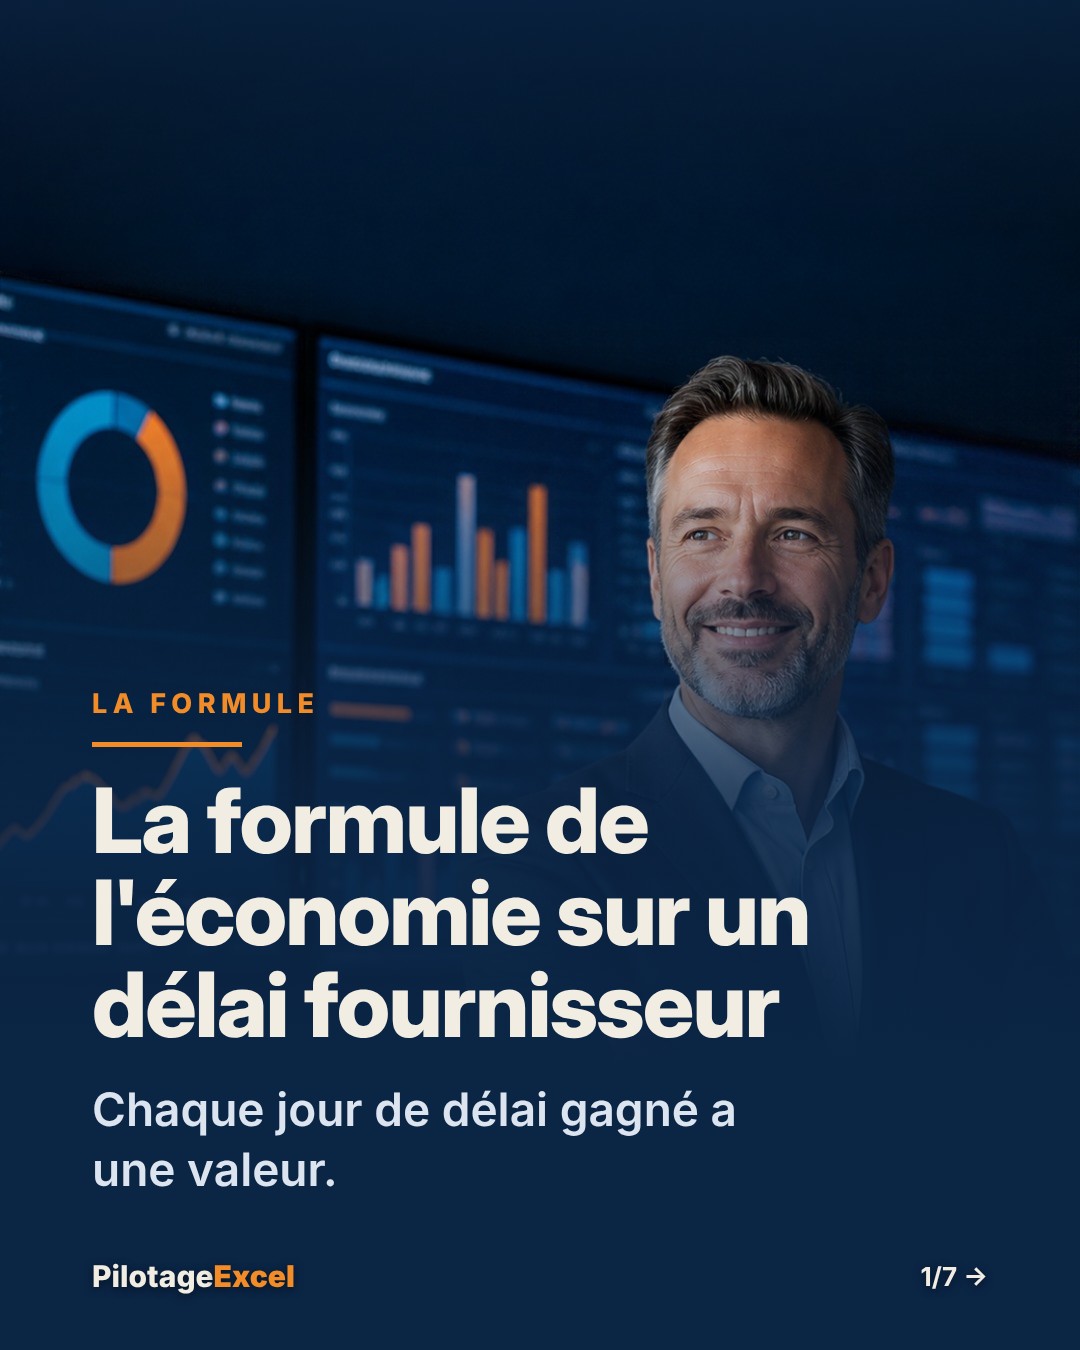 LA FORMULE
La formule de
l'économie sur un
délai fournisseur
Chaque jour de délai gagné a
une valeur.
PilotageExcel
1/7 →